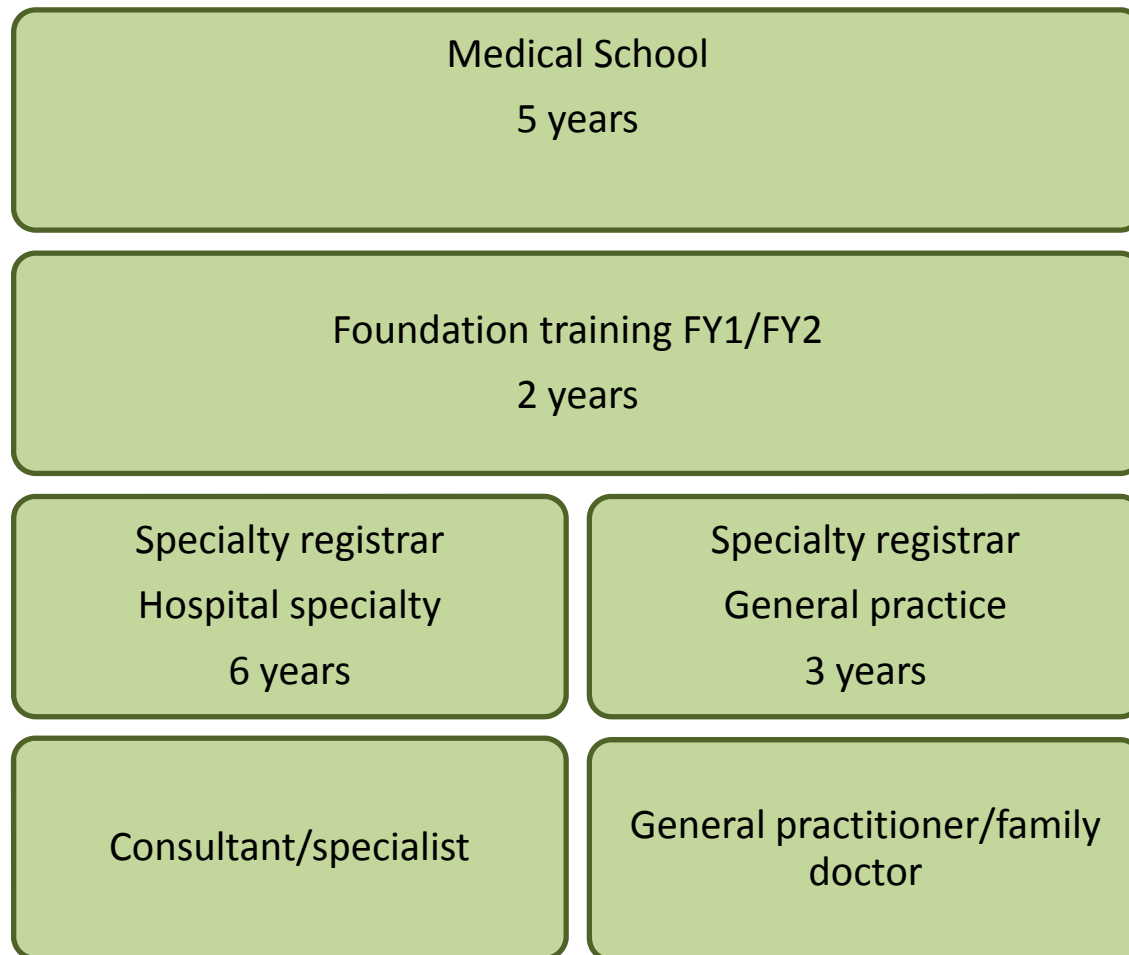 Medical School
5 years
Foundation training FY1/FY2
2 years
Specialty registrar
Hospital specialty
6 years
Specialty registrar
General practice
3 years
Consultant/specialist
General practitioner/family
doctor